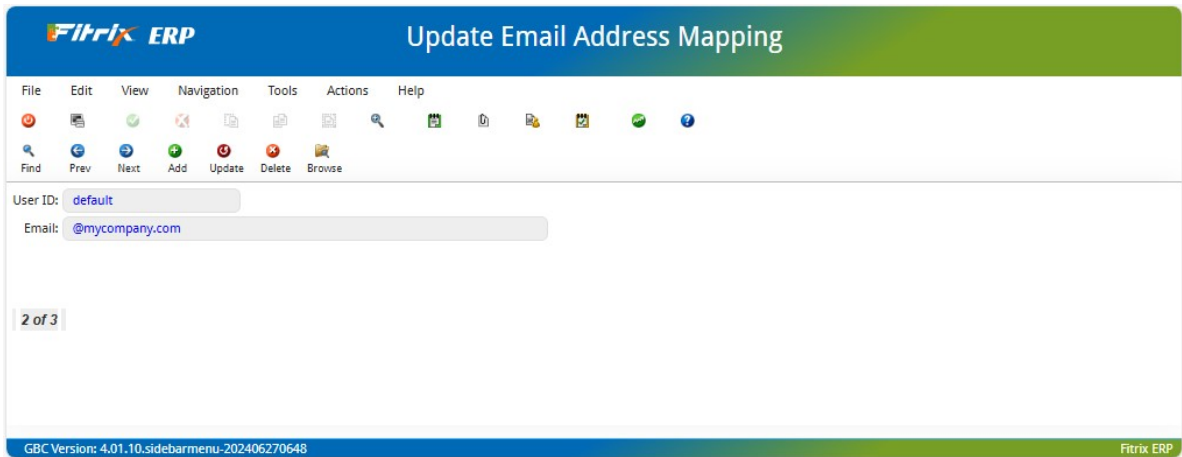 Fitrix ERP Update Email Address Mapping
File Edit View Navigation Tools Actions Help
Find Prev Next Add Update Delete Browse
User ID: default
Email: @mycompany.com
2 of 3
GBC Version: 4.01.10.sidebarmenu-202406270648 Fitrix ERP